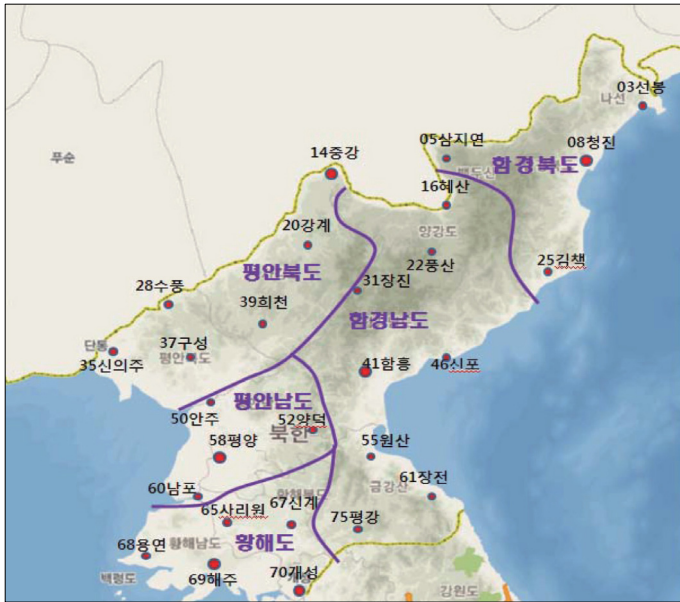 03선봉
나선
05삼지연
08청진
푸순
14중강
백두산
함경북도
16혜산
20강계
양강도
22풍산
25김책
평안북도
28수풍
31장진
39희천
함경남도
37구성
단둥
평안북도
35신의주
41함흥
46신포
평안남도
50안주
52양덕
북한
58평양
55원산
60남포
황해북도
금강산
61장전
65사리원
67신계
75평강
황해도
68용연
황해남도
백령도
69해주
70개성
강원도